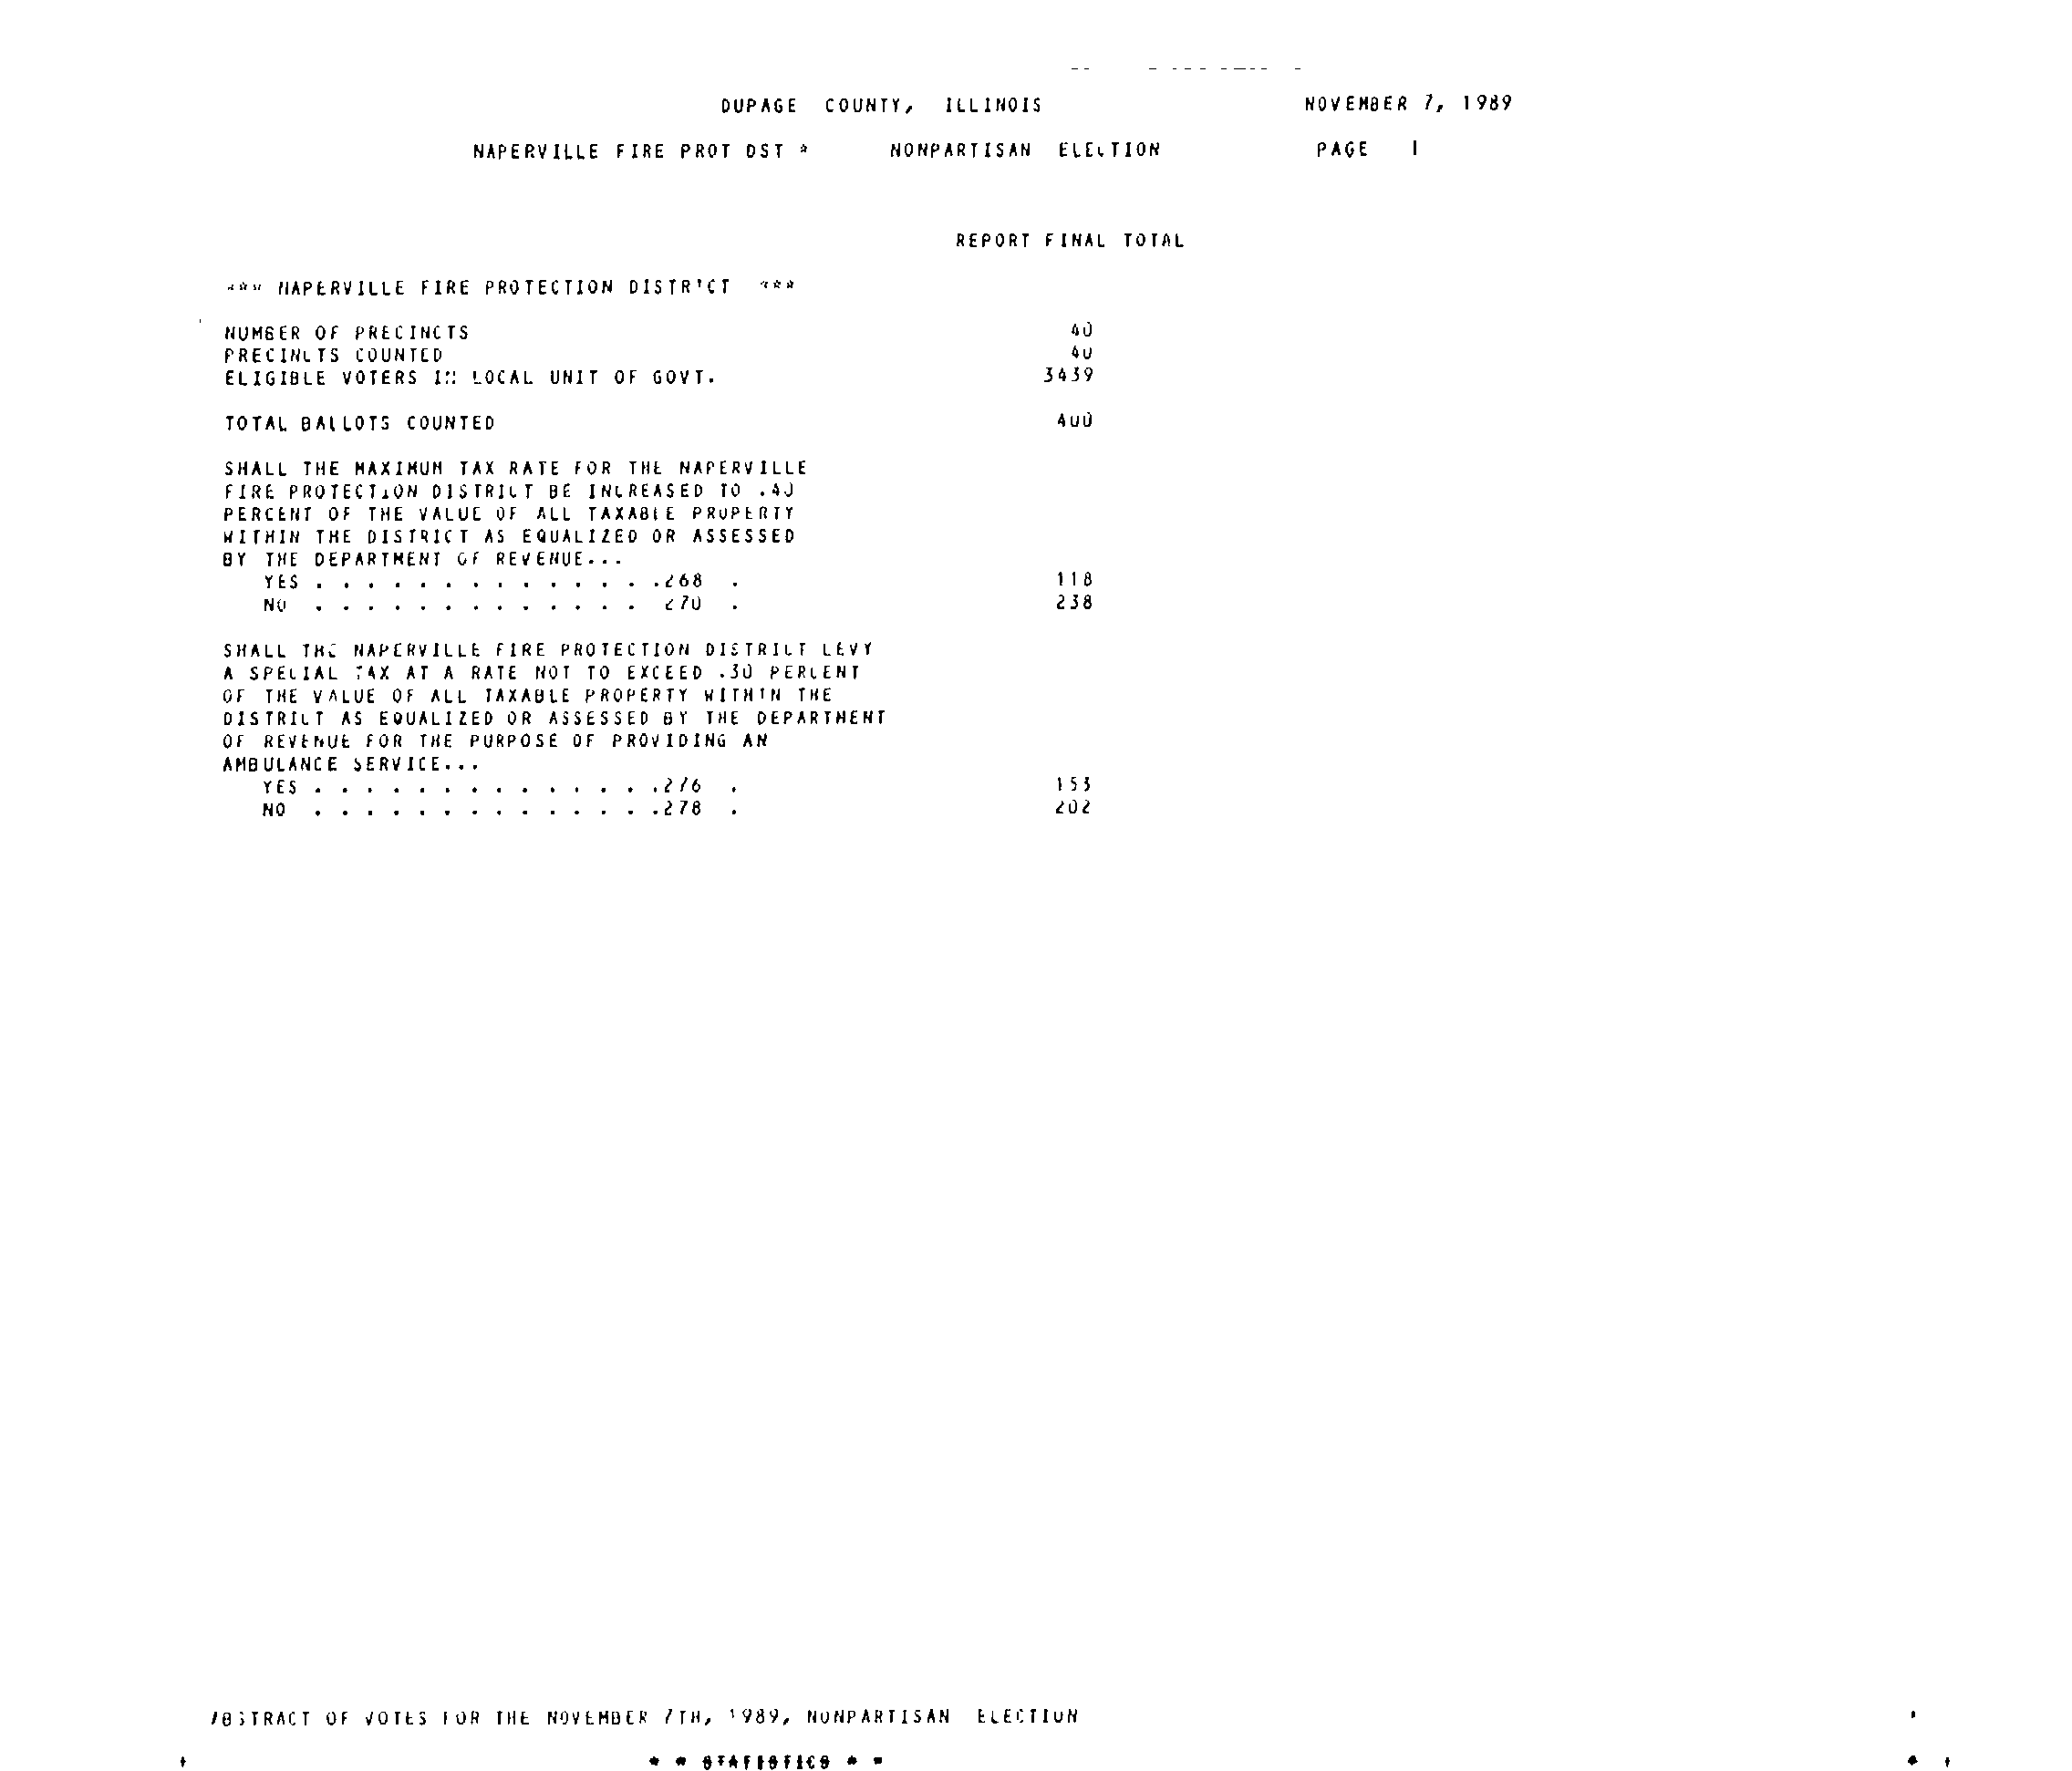 DUPAGE COUNTY, ILLINOIS NOVEMBER 7, 1989
NAPERVILLE FIRE PROT DST * NONPARTISAN ELECTION PAGE 1
REPORT FINAL TOTAL
*** NAPERVILLE FIRE PROTECTION DISTRICT ***
NUMBER OF PRECINCTS 40
PRECINCTS COUNTED 40
ELIGIBLE VOTERS IN LOCAL UNIT OF GOVT. 3439
TOTAL BALLOTS COUNTED 400
SHALL THE MAXIMUM TAX RATE FOR THE NAPERVILLE
FIRE PROTECTION DISTRICT BE INCREASED TO .40
PERCENT OF THE VALUE OF ALL TAXABLE PROPERTY
WITHIN THE DISTRICT AS EQUALIZED OR ASSESSED
BY THE DEPARTMENT OF REVENUE...
YES . . . . . . . . . . . . . .268 . 118
NO . . . . . . . . . . . . . 270 . 238
SHALL THE NAPERVILLE FIRE PROTECTION DISTRICT LEVY
A SPECIAL TAX AT A RATE NOT TO EXCEED .30 PERCENT
OF THE VALUE OF ALL TAXABLE PROPERTY WITHIN THE
DISTRICT AS EQUALIZED OR ASSESSED BY THE DEPARTMENT
OF REVENUE FOR THE PURPOSE OF PROVIDING AN
AMBULANCE SERVICE...
YES . . . . . . . . . . . . . .276 . 153
NO . . . . . . . . . . . . . .278 . 202
ABSTRACT OF VOTES FOR THE NOVEMBER 7TH, 1989, NONPARTISAN ELECTION
* * STATISTICS * *